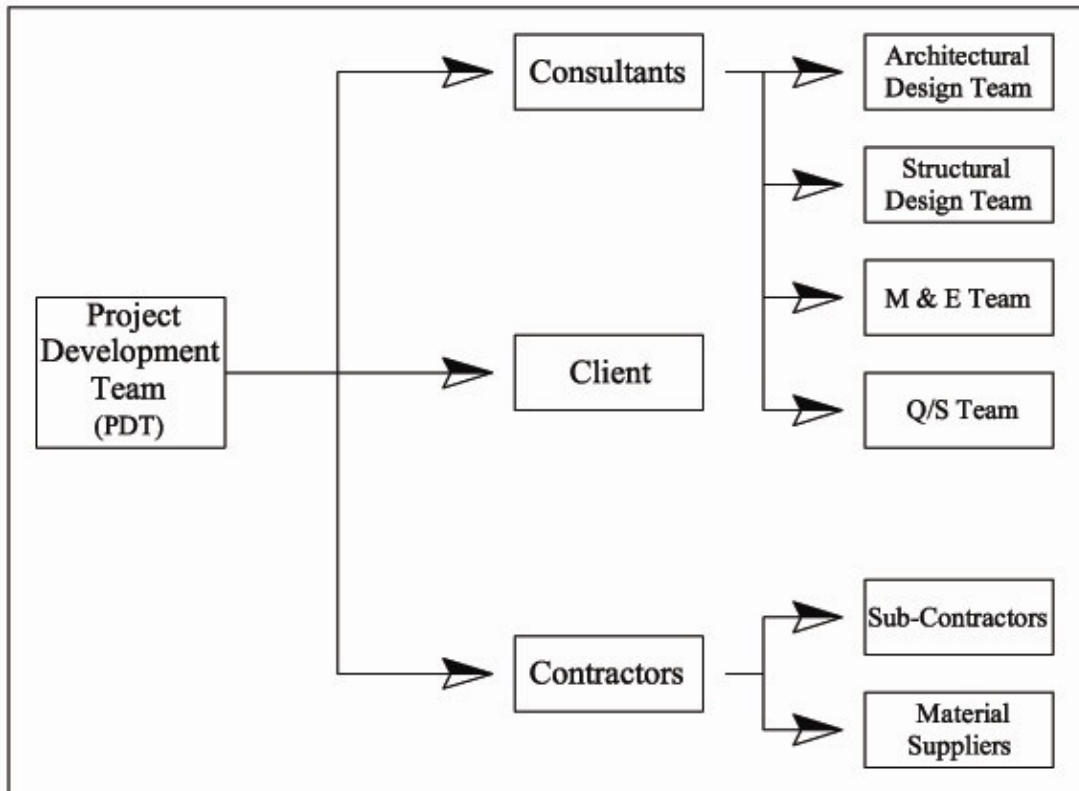 Project
Development
Team
(PDT)
Consultants
Client
Contractors
Architectural
Design Team
Structural
Design Team
M & E Team
Q/S Team
Sub-Contractors
Material
Suppliers